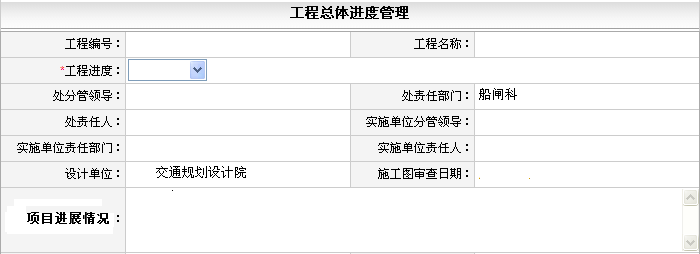 工程总体进度管理
工程编号： 工程名称：
*工程进度：
处分管领导： 处责任部门： 船闸科
处责任人： 实施单位分管领导：
实施单位责任部门： 实施单位责任人：
设计单位： 交通规划设计院 施工图审查日期：
项目进展情况：